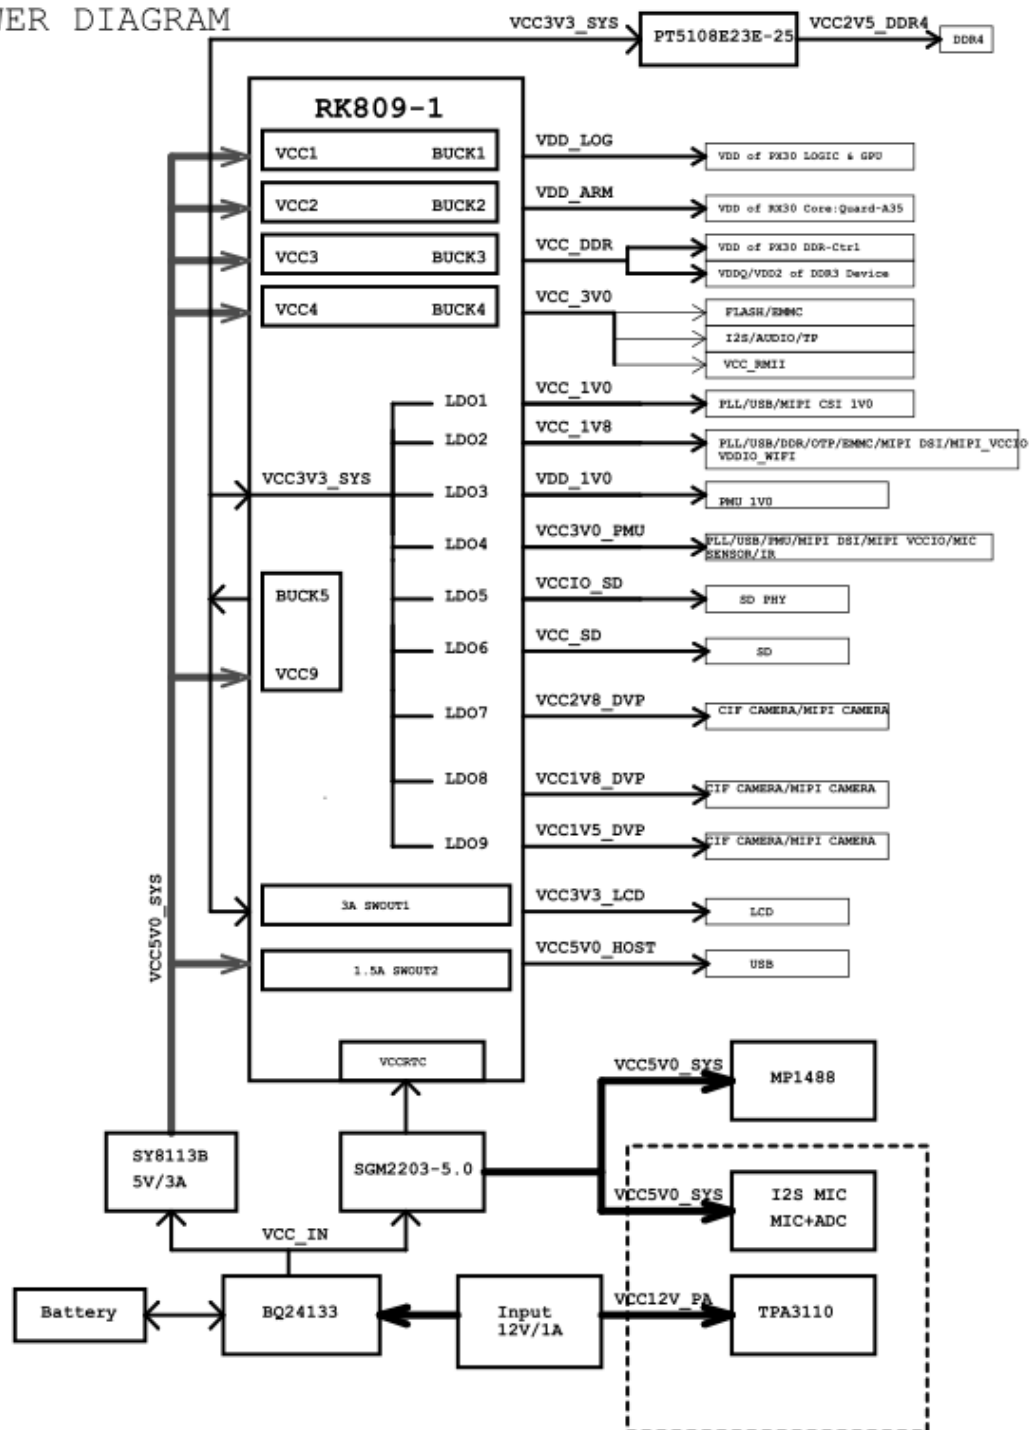 WER DIAGRAM
VCC3V3_SYS
PT5108E23E-25
VCC2V5_DDR4
DDR4
RK809-1
VCC1 BUCK1
VDD_LOG
VDD of PX30 LOGIC & GPU
VCC2 BUCK2
VDD_ARM
VDD of RX30 Core:Quard-A35
VCC3 BUCK3
VCC_DDR
VDD of PX30 DDR-Ctrl
VDDQ/VDD2 of DDR3 Device
VCC4 BUCK4
VCC_3V0
FLASH/EMMC
I2S/AUDIO/TP
VCC_RMII
LDO1
VCC_1V0
PLL/USB/MIPI CSI 1V0
LDO2
VCC_1V8
PLL/USB/DDR/OTP/EMMC/MIPI DSI/MIPI_VCCIO
VDDIO_WIFI
VCC3V3_SYS
LDO3
VDD_1V0
PMU 1V0
LDO4
VCC3V0_PMU
PLL/USB/PMU/MIPI DSI/MIPI VCCIO/MIC
SENSOR/IR
BUCK5
LDO5
VCCIO_SD
SD PHY
LDO6
VCC_SD
SD
VCC9
LDO7
VCC2V8_DVP
CIF CAMERA/MIPI CAMERA
LDO8
VCC1V8_DVP
CIF CAMERA/MIPI CAMERA
LDO9
VCC1V5_DVP
CIF CAMERA/MIPI CAMERA
3A SWOUT1
VCC3V3_LCD
LCD
VCC5V0_SYS
1.5A SWOUT2
VCC5V0_HOST
USB
VCCRTC
VCC5V0_SYS
MP1488
SY8113B
5V/3A
SGM2203-5.0
VCC5V0_SYS
I2S MIC
MIC+ADC
VCC_IN
Battery
BQ24133
Input
12V/1A
VCC12V_PA
TPA3110